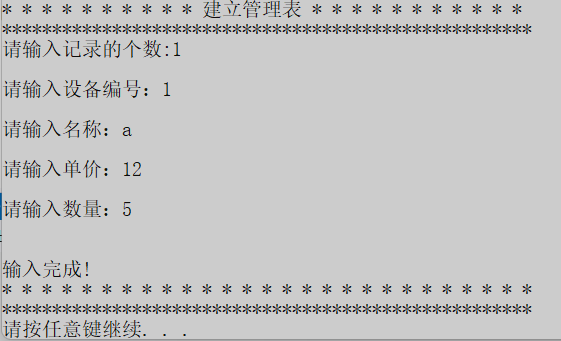 * * * * * * * * * * 建立管理表 * * * * * * * * * * *
*****************************************************
请输入记录的个数:1
请输入设备编号：1
请输入名称：a
请输入单价：12
请输入数量：5
输入完成!
* * * * * * * * * * * * * * * * * * * * * * * * * * *
*****************************************************
请按任意键继续. . .